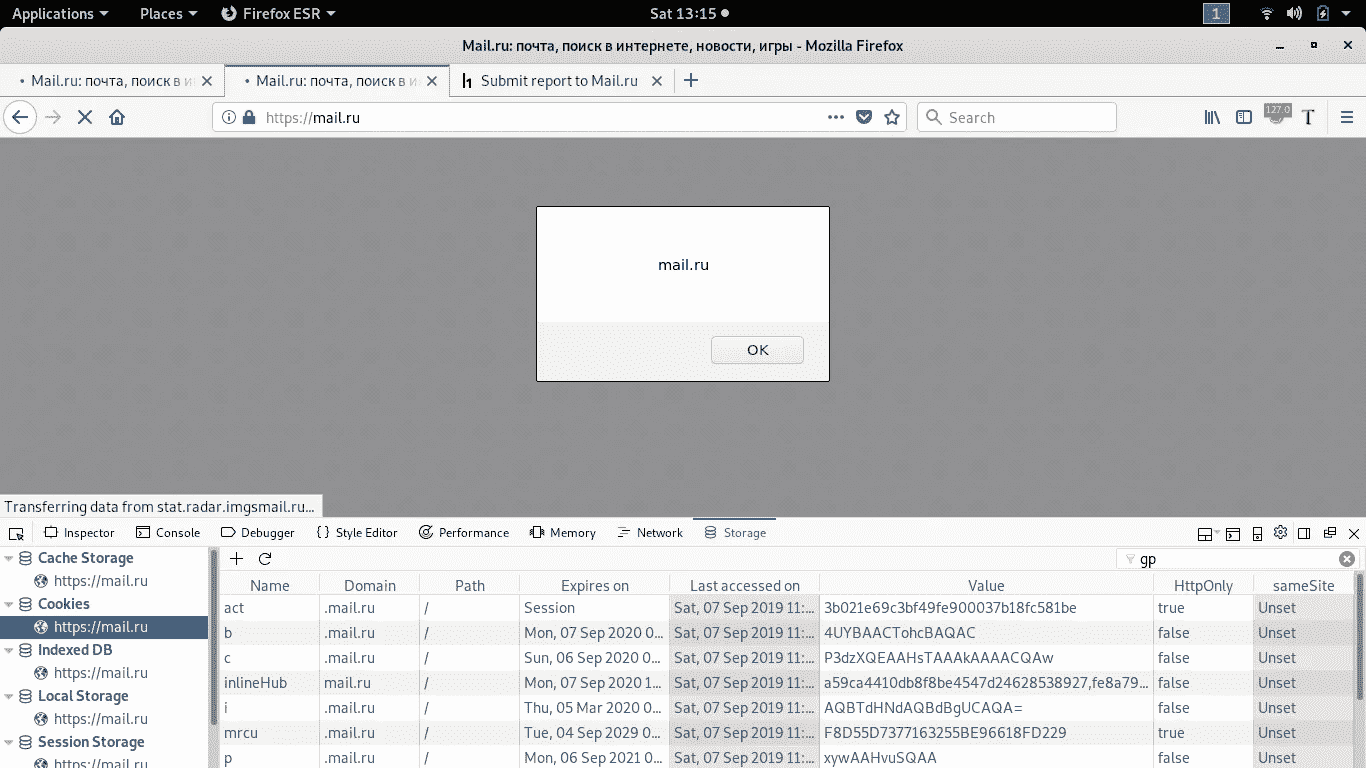 Applications Places Firefox ESR Sat 13:15 1
Mail.ru: почта, поиск в интернете, новости, игры - Mozilla Firefox
Mail.ru: почта, поиск в и Mail.ru: почта, поиск в и h1 Submit report to Mail.ru
https://mail.ru Search 127.0 T
mail.ru
OK
Transferring data from stat.radar.imgsmail.ru...
Inspector Console Debugger {} Style Editor Performance Memory Network Storage
Cache Storage gp
https://mail.ru Name Domain Path Expires on Last accessed on Value HttpOnly sameSite
Cookies act .mail.ru / Session Sat, 07 Sep 2019 11:... 3b021e69c3bf49fe900037b18fc581be true Unset
https://mail.ru b .mail.ru / Mon, 07 Sep 2020 0... Sat, 07 Sep 2019 11:... 4UYBAACTohcBAQAC false Unset
Indexed DB c .mail.ru / Sun, 06 Sep 2020 0... Sat, 07 Sep 2019 11:... P3dzXQEAAHsTAAAkAAAACQAw false Unset
https://mail.ru inlineHub mail.ru / Mon, 07 Sep 2020 1... Sat, 07 Sep 2019 11:... a59ca4410db8f8be4547d24628538927,fe8a79... false Unset
Local Storage i .mail.ru / Thu, 05 Mar 2020 0... Sat, 07 Sep 2019 11:... AQBTdHNdAQBdBgUCAQA= false Unset
https://mail.ru mrcu .mail.ru / Tue, 04 Sep 2029 0... Sat, 07 Sep 2019 11:... F8D55D7377163255BE96618FD229 true Unset
Session Storage p .mail.ru / Mon, 06 Sep 2021 0... Sat, 07 Sep 2019 11:... xywAAHvuSQAA false Unset
https://mail.ru